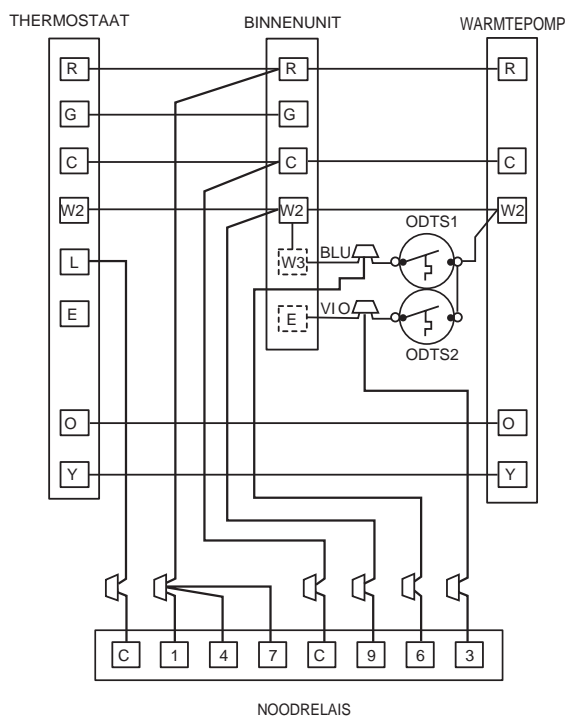 THERMOSTAAT BINNENUNIT WARMTEPOMP
R R R
G G
C C C
W2 W2 W2
ODTS1
L W3 BLU
E E VIO
ODTS2
O O
Y Y
C 1 4 7 C 9 6 3
NOODRELAIS